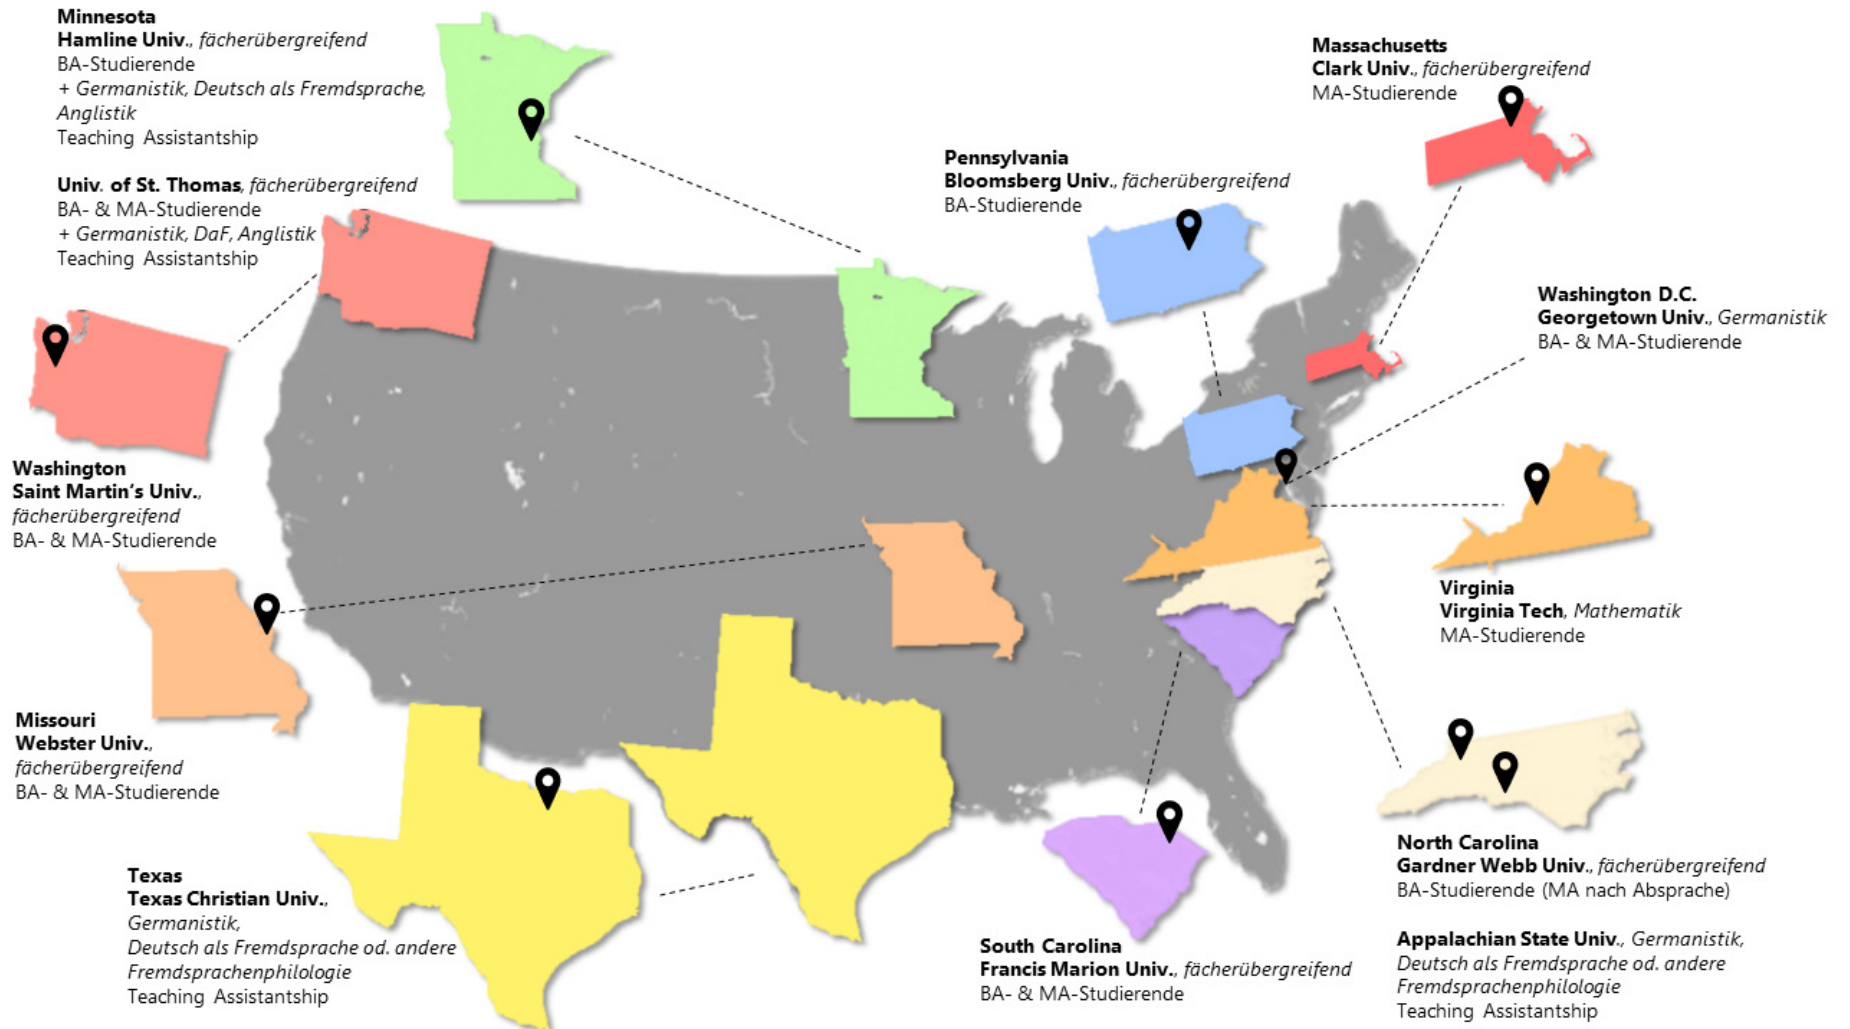 Minnesota
Hamline Univ., fächerübergreifend
BA-Studierende
+ Germanistik, Deutsch als Fremdsprache,
Anglistik
Teaching Assistantship
Univ. of St. Thomas, fächerübergreifend
BA- & MA-Studierende
+ Germanistik, DaF, Anglistik
Teaching Assistantship
Massachusetts
Clark Univ., fächerübergreifend
MA-Studierende
Pennsylvania
Bloomsberg Univ., fächerübergreifend
BA-Studierende
Washington D.C.
Georgetown Univ., Germanistik
BA- & MA-Studierende
Washington
Saint Martin's Univ.,
fächerübergreifend
BA- & MA-Studierende
Virginia
Virginia Tech, Mathematik
MA-Studierende
Missouri
Webster Univ.,
fächerübergreifend
BA- & MA-Studierende
Texas
Texas Christian Univ.,
Germanistik,
Deutsch als Fremdsprache od. andere
Fremdsprachenphilologie
Teaching Assistantship
South Carolina
Francis Marion Univ., fächerübergreifend
BA- & MA-Studierende
North Carolina
Gardner Webb Univ., fächerübergreifend
BA-Studierende (MA nach Absprache)
Appalachian State Univ., Germanistik,
Deutsch als Fremdsprache od. andere
Fremdsprachenphilologie
Teaching Assistantship